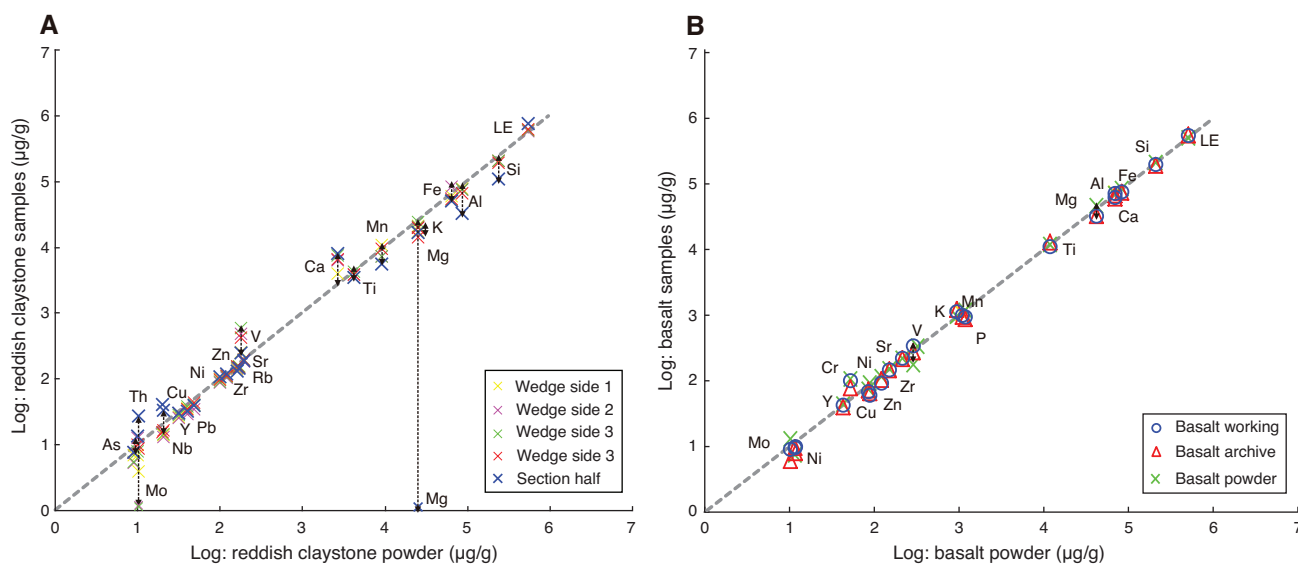 A
Log: reddish claystone samples (µg/g)
7
6
5
4
3
2
1
0
0 1 2 3 4 5 6 7
Log: reddish claystone powder (µg/g)
LE
Si
Fe
Al
K
Mg
Mn
Ca
Ti
V
Zn
Sr
Rb
Ni
Zr
Cu
Th
Pb
Y
Nb
As
Mo
Mg
Wedge side 1
Wedge side 2
Wedge side 3
Wedge side 3
Section half
B
Log: basalt samples (µg/g)
7
6
5
4
3
2
1
0
0 1 2 3 4 5 6 7
Log: basalt powder (µg/g)
Si
LE
Al
Fe
Mg
Ca
Ti
K
Mn
P
V
Sr
Ni
Cr
Zr
Zn
Y
Cu
Mo
Ni
Basalt working
Basalt archive
Basalt powder